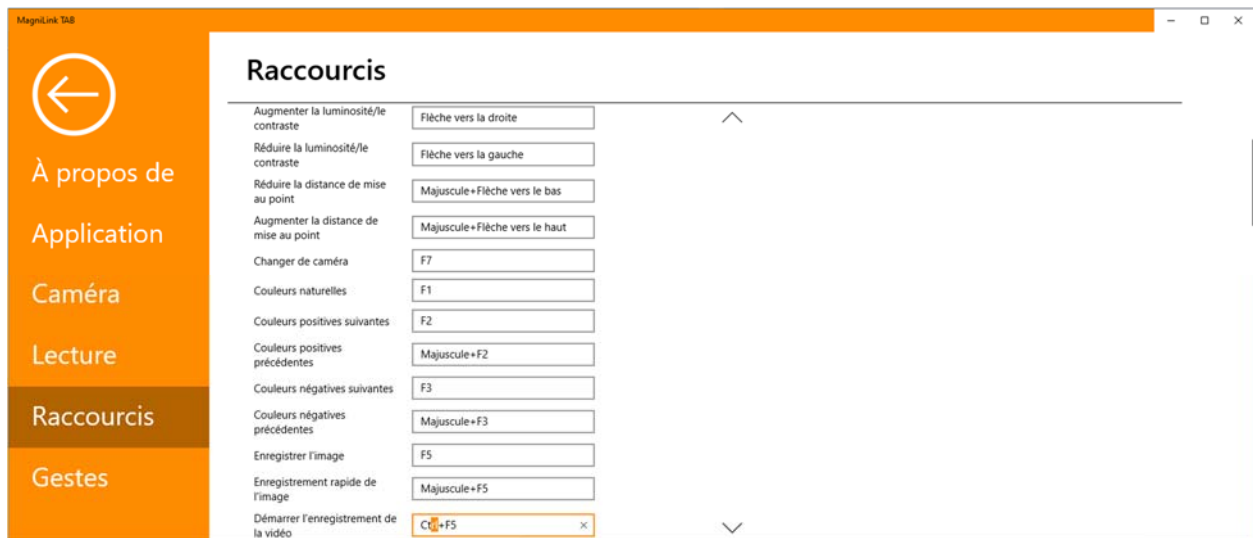 MagniLink TAB
Raccourcis
À propos de
Application
Caméra
Lecture
Raccourcis
Gestes
Augmenter la luminosité/le
contraste
Flèche vers la droite
Réduire la luminosité/le
contraste
Flèche vers la gauche
Réduire la distance de mise
au point
Majuscule+Flèche vers le bas
Augmenter la distance de
mise au point
Majuscule+Flèche vers le haut
Changer de caméra
F7
Couleurs naturelles
F1
Couleurs positives suivantes
F2
Couleurs positives
précédentes
Majuscule+F2
Couleurs négatives suivantes
F3
Couleurs négatives
précédentes
Majuscule+F3
Enregistrer l'image
F5
Enregistrement rapide de
l'image
Majuscule+F5
Démarrer l'enregistrement de
la vidéo
Ctrl+F5